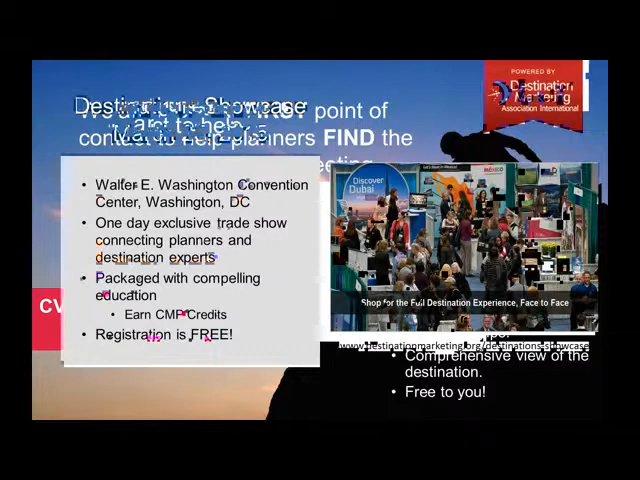 POWERED BY
Destination
Marketing
Association International
Destinations Showcase
point of
planners FIND the
• Walter E. Washington Convention
Center, Washington, DC
• One day exclusive trade show
connecting planners and
destination experts
• Packaged with compelling
education
• Earn CMP Credits
• Registration is FREE!
CV
Discover
Dubai
MEXICO
Shop for the Full Destination Experience, Face to Face
www.destinationmarketing.org/destinations-showcase
• Comprehensive view of the
destination.
• Free to you!